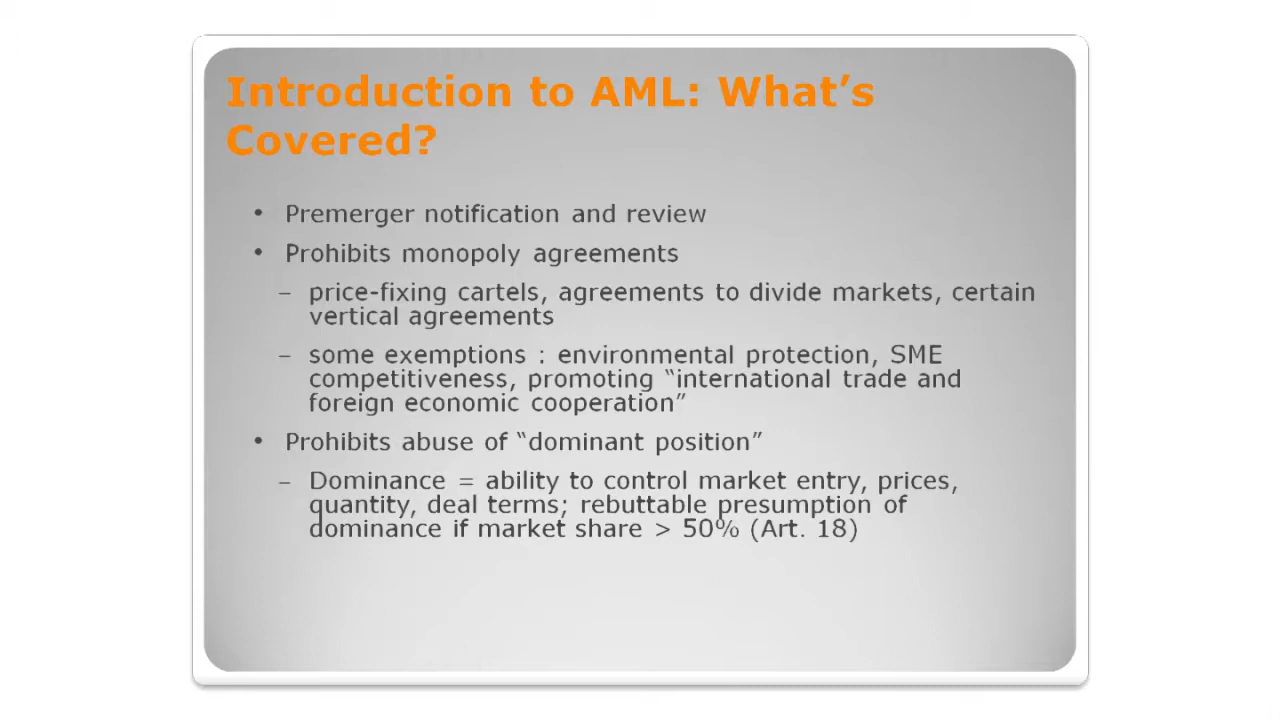 Introduction to AML: What’s
Covered?
• Premerger notification and review
• Prohibits monopoly agreements
– price-fixing cartels, agreements to divide markets, certain
vertical agreements
– some exemptions : environmental protection, SME
competitiveness, promoting “international trade and
foreign economic cooperation”
• Prohibits abuse of “dominant position”
– Dominance = ability to control market entry, prices,
quantity, deal terms; rebuttable presumption of
dominance if market share > 50% (Art. 18)